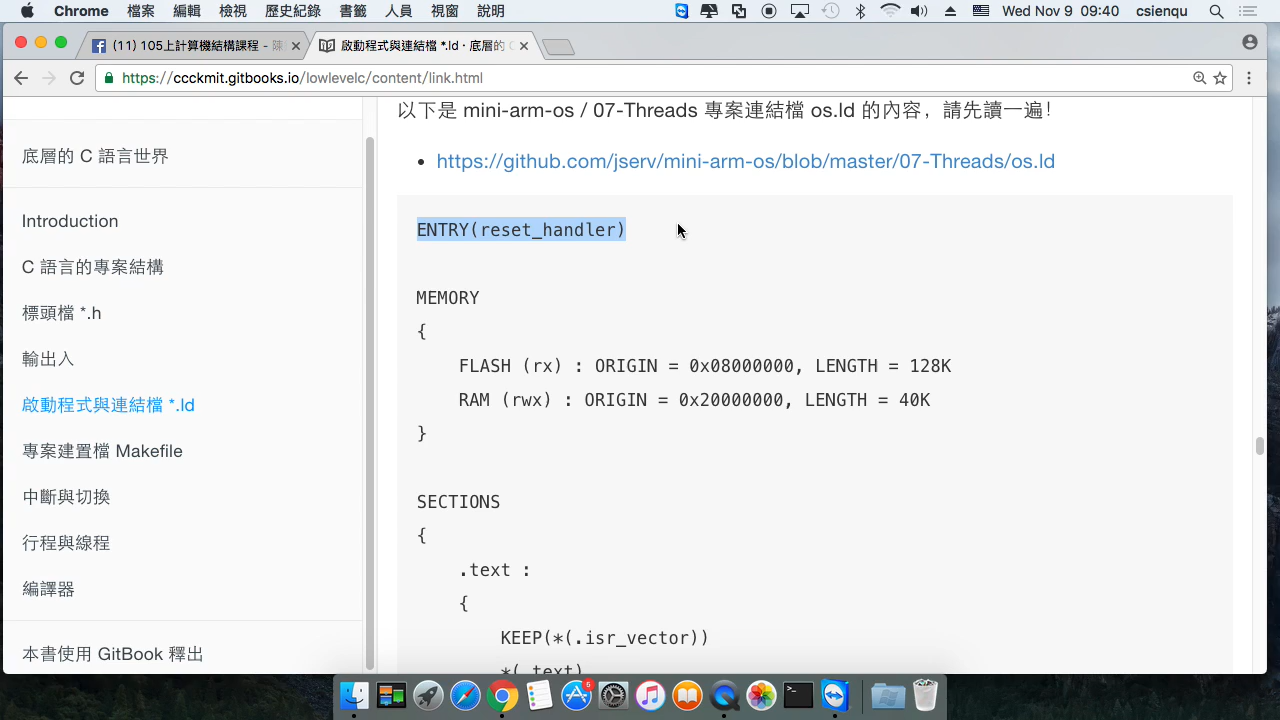 Chrome 檔案 編輯 檢視 歷史紀錄 書籤 人員 視窗 說明 Wed Nov 9 09:40 csienqu
(11) 105上計算機結構課程 - 陳
啟動程式與連結檔 *.ld · 底層的 C
https://ccckmit.gitbooks.io/lowlevelc/content/link.html
底層的 C 語言世界
Introduction
C 語言的專案結構
標頭檔 *.h
輸出入
啟動程式與連結檔 *.ld
專案建置檔 Makefile
中斷與切換
行程與線程
編譯器
本書使用 GitBook 釋出
以下是 mini-arm-os / 07-Threads 專案連結檔 os.ld 的內容，請先讀一遍！
• https://github.com/jserv/mini-arm-os/blob/master/07-Threads/os.ld
ENTRY(reset_handler)
MEMORY
{
FLASH (rx) : ORIGIN = 0x08000000, LENGTH = 128K
RAM (rwx) : ORIGIN = 0x20000000, LENGTH = 40K
}
SECTIONS
{
.text :
{
KEEP(*(.isr_vector))
*(.text)
6